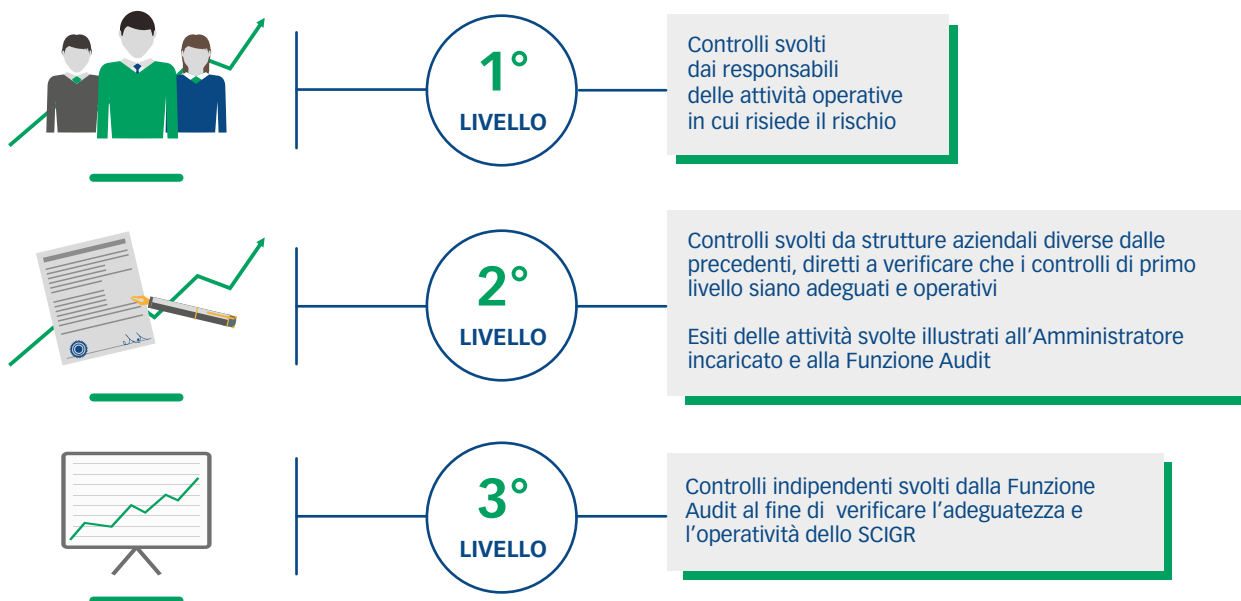 1°
LIVELLO
Controlli svolti
dai responsabili
delle attività operative
in cui risiede il rischio
2°
LIVELLO
Controlli svolti da strutture aziendali diverse dalle
precedenti, diretti a verificare che i controlli di primo
livello siano adeguati e operativi
Esiti delle attività svolte illustrati all'Amministratore
incaricato e alla Funzione Audit
3°
LIVELLO
Controlli indipendenti svolti dalla Funzione
Audit al fine di verificare l'adeguatezza e
l'operatività dello SCIGR